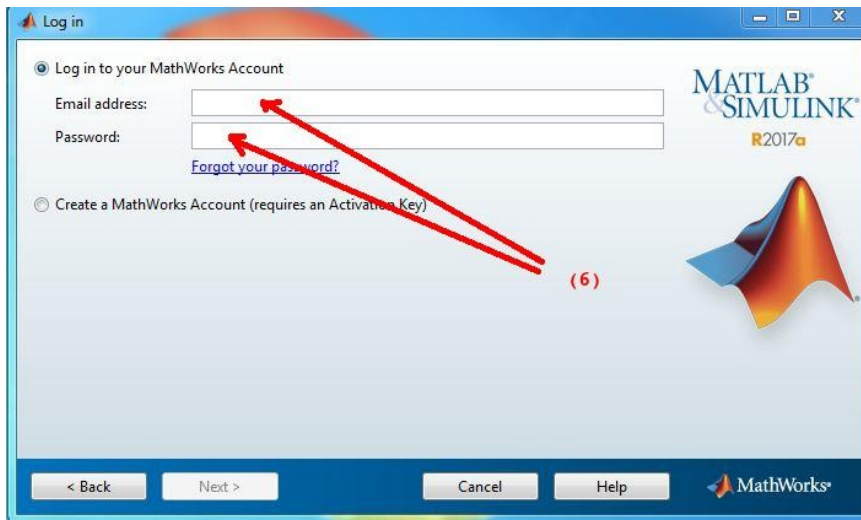 Log in
Log in to your MathWorks Account
Email address:
Password:
Forgot your password?
Create a MathWorks Account (requires an Activation Key)
(6)
MATLAB®
&SIMULINK®
R2017a
®
< Back
Next >
Cancel
Help
MathWorks®